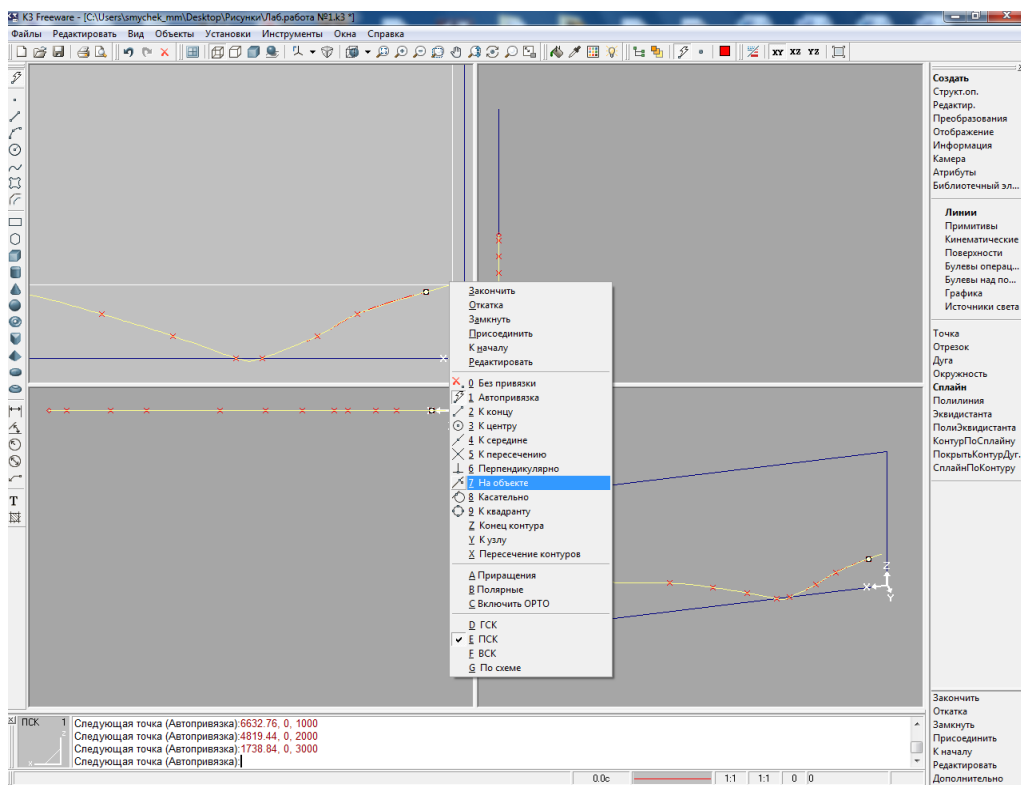 K3 Freeware - [C:\Users\smychek_mm\Desktop\Рисунки\Лаб.работа №1.k3 *]
Файлы Редактировать Вид Объекты Установки Инструменты Окна Справка
XY XZ YZ
Создать
Структ.оп.
Редактир.
Преобразования
Отображение
Информация
Камера
Атрибуты
Библиотечный эл...
Линии
Примитивы
Кинематические
Поверхности
Булевы операц...
Булевы над по...
Графика
Источники света
Точка
Отрезок
Дуга
Окружность
Сплайн
Полилиния
Эквидистанта
ПолиЭквидистанта
КонтурПоСплайну
ПокрытьКонтурДуг.
СплайнПоКонтуру
Закончить
Откатка
Замкнуть
Присоединить
К началу
Редактировать
0 Без привязки
1 Автопривязка
2 К концу
3 К центру
4 К середине
5 К пересечению
6 Перпендикулярно
7 На объекте
8 Касательно
9 К квадранту
Z Конец контура
Y К узлу
X Пересечение контуров
A Приращения
B Полярные
C Включить ОРТО
D ГСК
E ПСК
F ВСК
G По схеме
X
Z
Y
T
Закончить
Откатка
Замкнуть
Присоединить
К началу
Редактировать
Дополнительно
ПСК 1
Следующая точка (Автопривязка):6632.76, 0, 1000
Следующая точка (Автопривязка):4819.44, 0, 2000
Следующая точка (Автопривязка):1738.84, 0, 3000
Следующая точка (Автопривязка):
0.0с 1:1 1:1 0 0